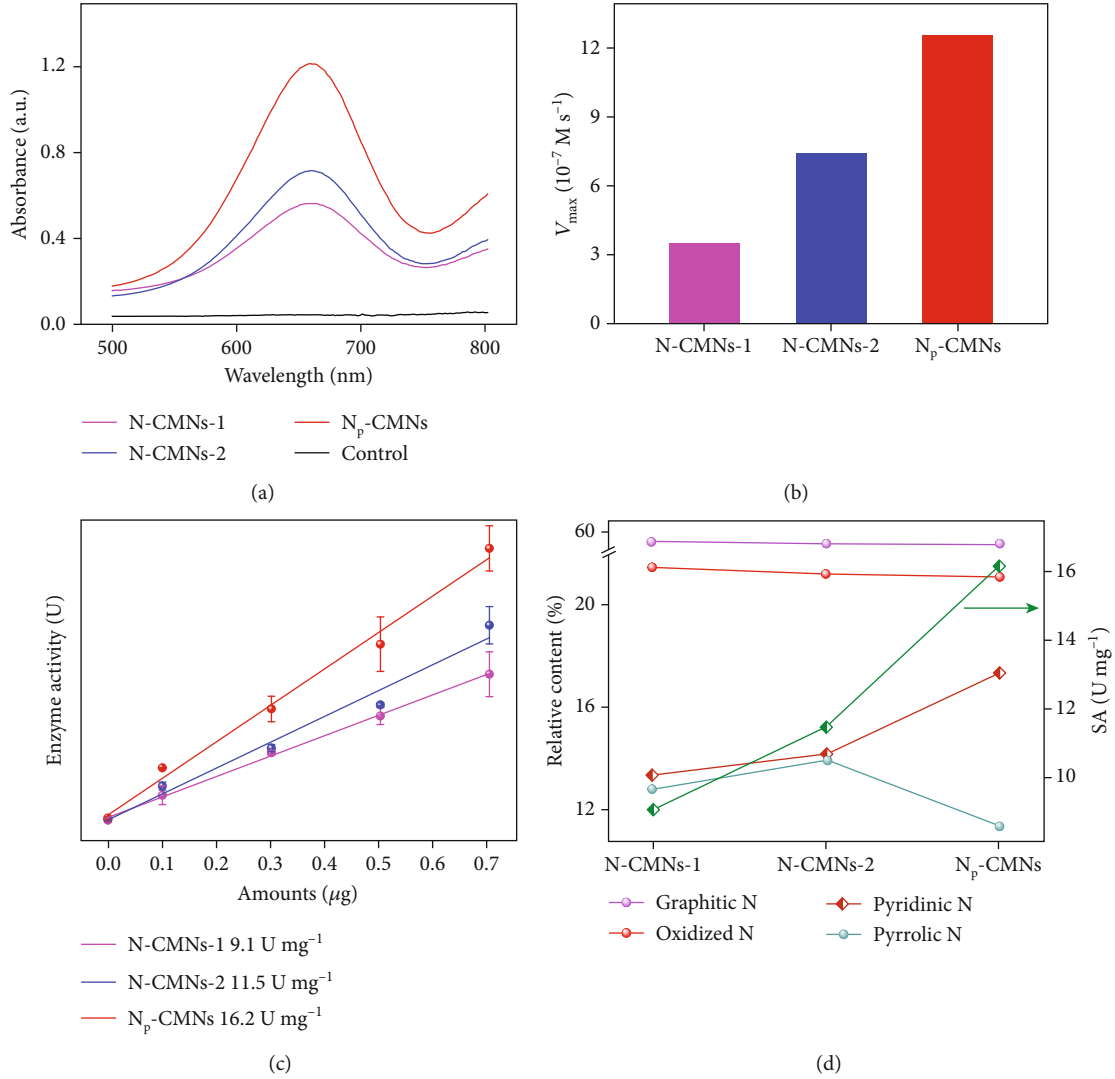 1.2
0.8
0.4
0.0
Absorbance (a.u.)
500 600 700 800
Wavelength (nm)
N-CMNs-1
N-CMNs-2
Nₚ-CMNs
Control
(a)
12
9
6
3
0
Vmax (10⁻⁷ M s⁻¹)
N-CMNs-1 N-CMNs-2 Nₚ-CMNs
(b)
Enzyme activity (U)
0.0 0.1 0.2 0.3 0.4 0.5 0.6 0.7
Amounts (μg)
N-CMNs-1 9.1 U mg⁻¹
N-CMNs-2 11.5 U mg⁻¹
Nₚ-CMNs 16.2 U mg⁻¹
(c)
60
20
16
12
Relative content (%)
16
14
12
10
SA (U mg⁻¹)
N-CMNs-1 N-CMNs-2 Nₚ-CMNs
Graphitic N
Oxidized N
Pyridinic N
Pyrrolic N
(d)